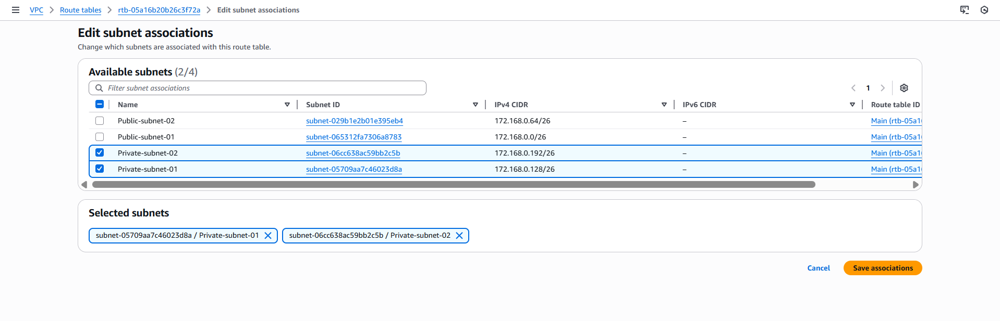 VPC > Route tables > rtb-05a16b20b26c3f72a > Edit subnet associations
Edit subnet associations
Change which subnets are associated with this route table.
Available subnets (2/4)
Filter subnet associations
1
Name Subnet ID IPv4 CIDR IPv6 CIDR Route table ID
Public-subnet-02 subnet-029b1e2b01e395eb4 172.168.0.64/26 – Main (rtb-05a1
Public-subnet-01 subnet-065312fa7306a8783 172.168.0.0/26 – Main (rtb-05a1
Private-subnet-02 subnet-06cc638ac59bb2c5b 172.168.0.192/26 – Main (rtb-05a1
Private-subnet-01 subnet-05709aa7c46023d8a 172.168.0.128/26 – Main (rtb-05a1
Selected subnets
subnet-05709aa7c46023d8a / Private-subnet-01 subnet-06cc638ac59bb2c5b / Private-subnet-02
Cancel Save associations